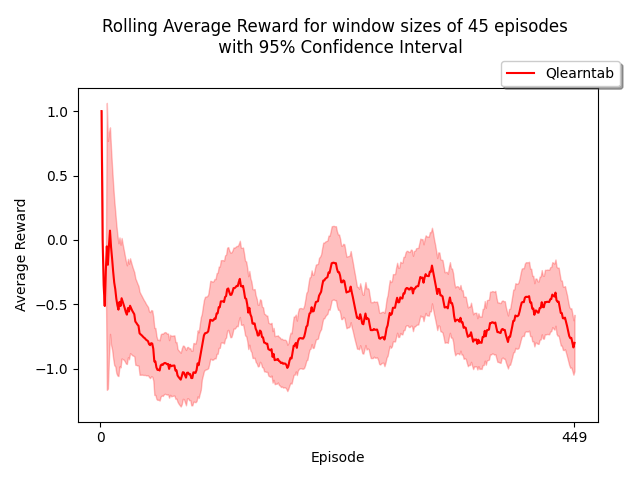 Rolling Average Reward for window sizes of 45 episodes
with 95% Confidence Interval
Qlearntab
1.0
0.5
0.0
−0.5
−1.0
Average Reward
0
449
Episode